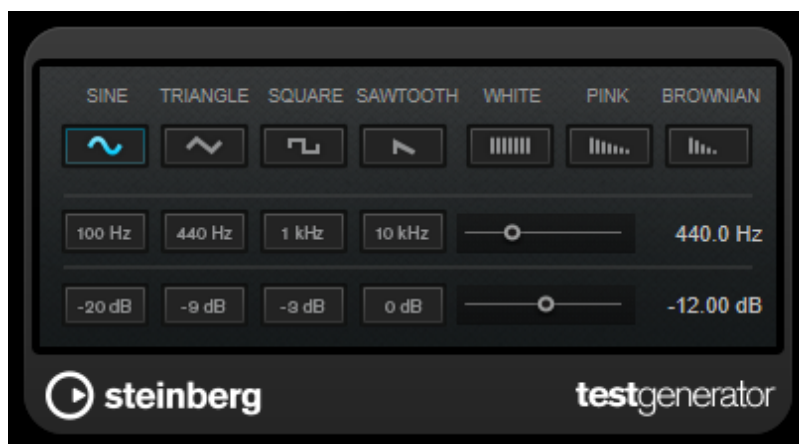 SINE TRIANGLE SQUARE SAWTOOTH WHITE PINK BROWNIAN
100 Hz 440 Hz 1 kHz 10 kHz 440.0 Hz
-20 dB -9 dB -3 dB 0 dB -12.00 dB
steinberg testgenerator